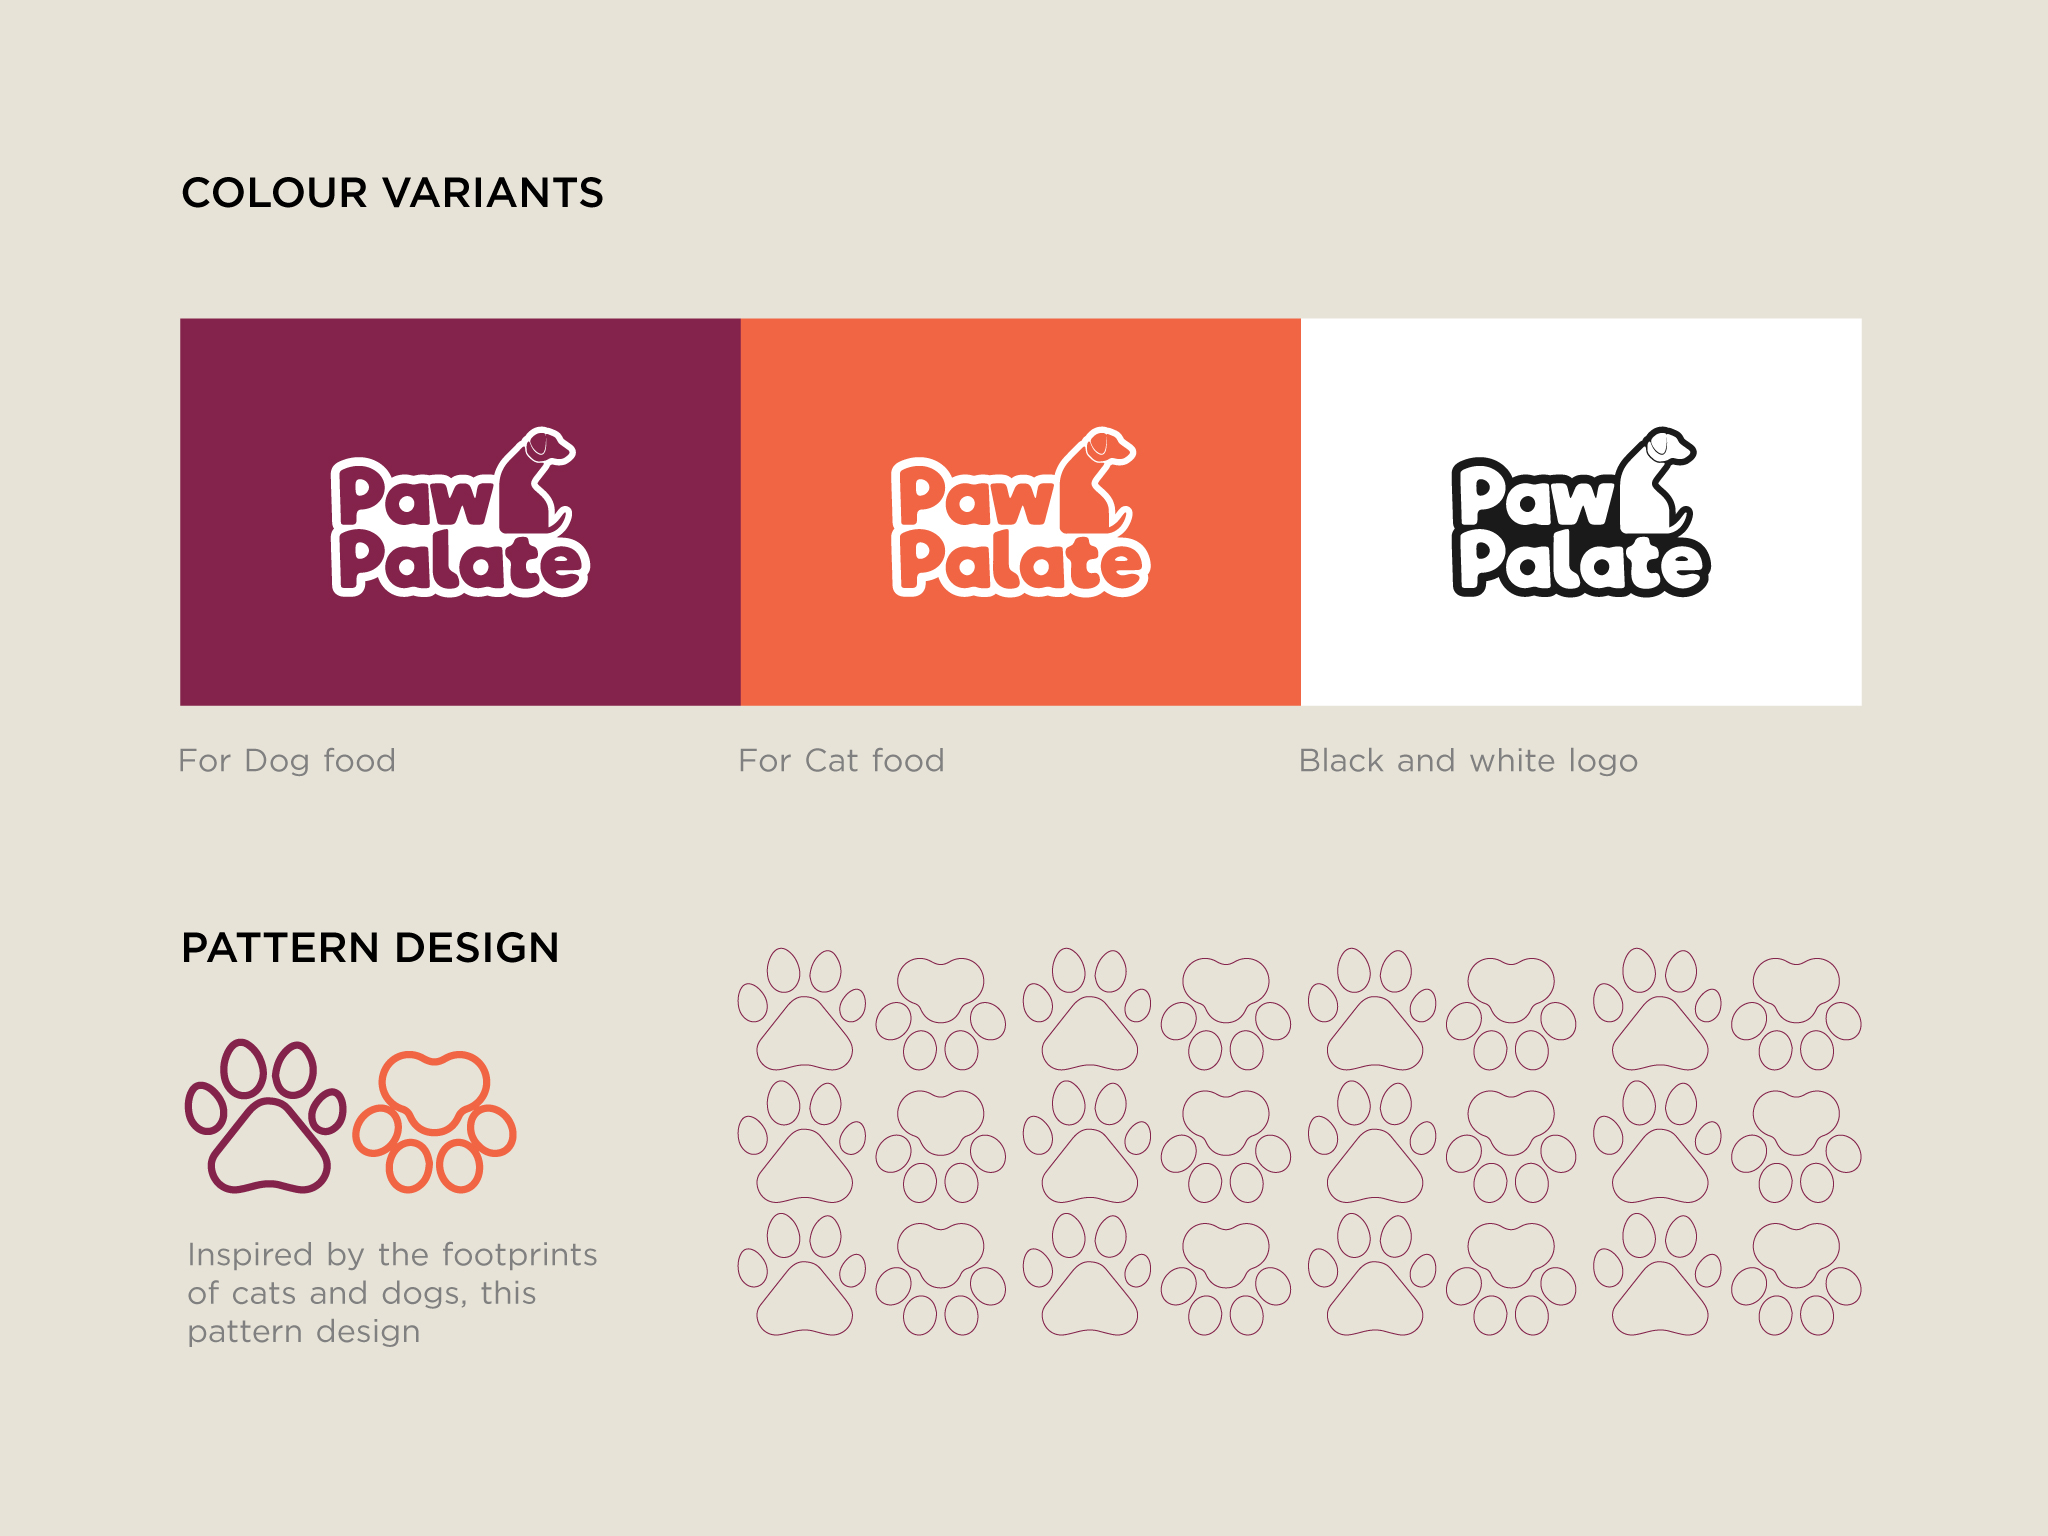 COLOUR VARIANTS
Paw
Palate
Paw
Palate
Paw
Palate
For Dog food
For Cat food
Black and white logo
PATTERN DESIGN
Inspired by the footprints
of cats and dogs, this
pattern design